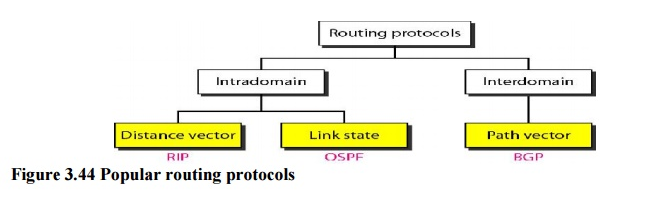 Routing protocols
Intradomain
Interdomain
Distance vector
Link state
Path vector
RIP
OSPF
BGP
Figure 3.44 Popular routing protocols